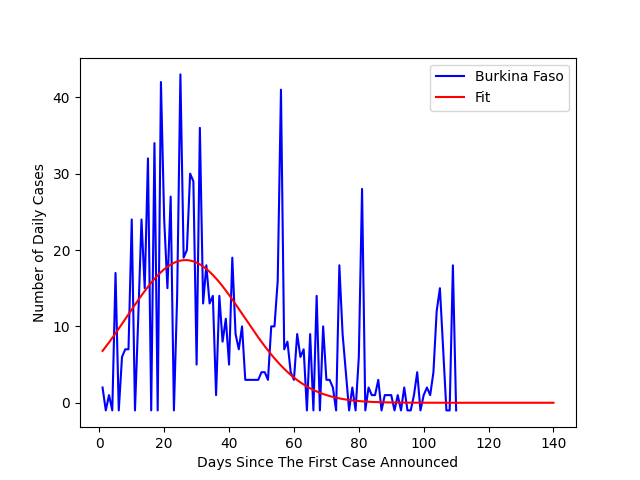 Burkina Faso
Fit
Number of Daily Cases
40
30
20
10
0
0 20 40 60 80 100 120 140
Days Since The First Case Announced